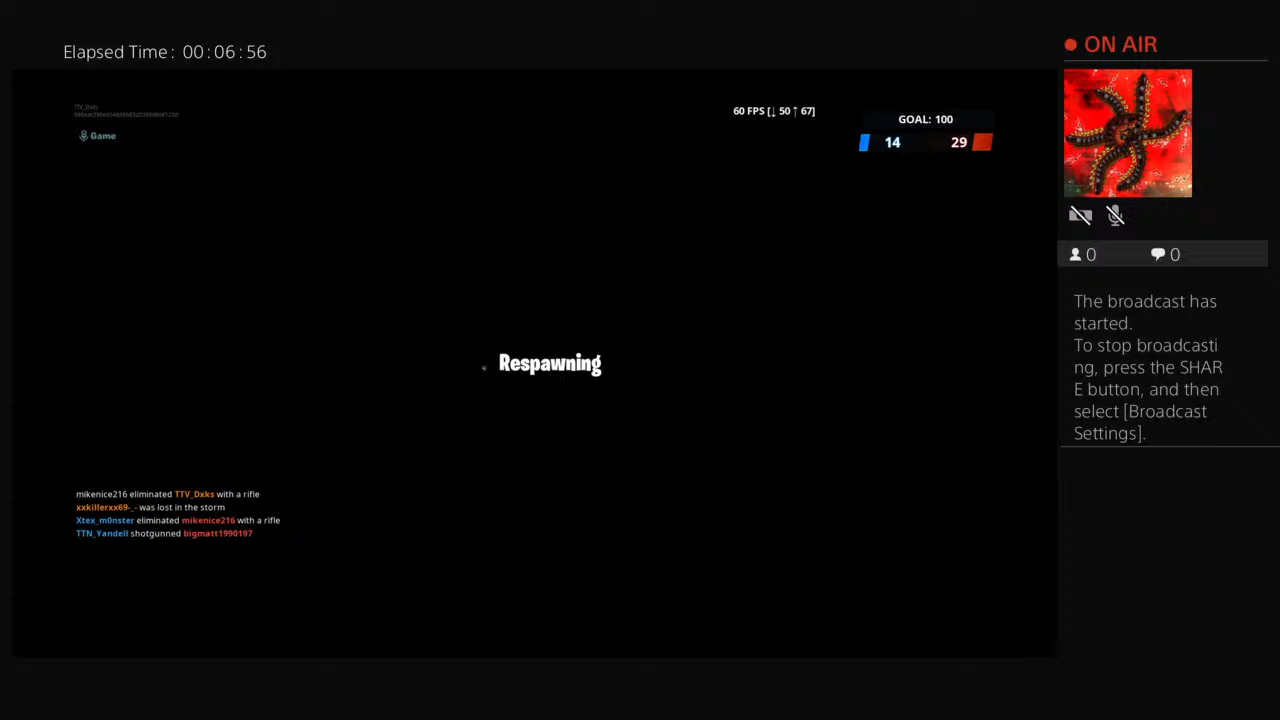 Elapsed Time: 00:06:56
ON AIR
TTV_Dxks
Game
60 FPS [↓ 50 ↑ 67]
GOAL: 100
14 29
0 0
The broadcast has
started.
To stop broadcasti
ng, press the SHAR
E button, and then
select [Broadcast
Settings].
Respawning
mikenice216 eliminated TTV_Dxks with a rifle
xxkillerxx69-_- was lost in the storm
Xtex_m0nster eliminated mikenice216 with a rifle
TTN_Yandell shotgunned bigmatt1990197